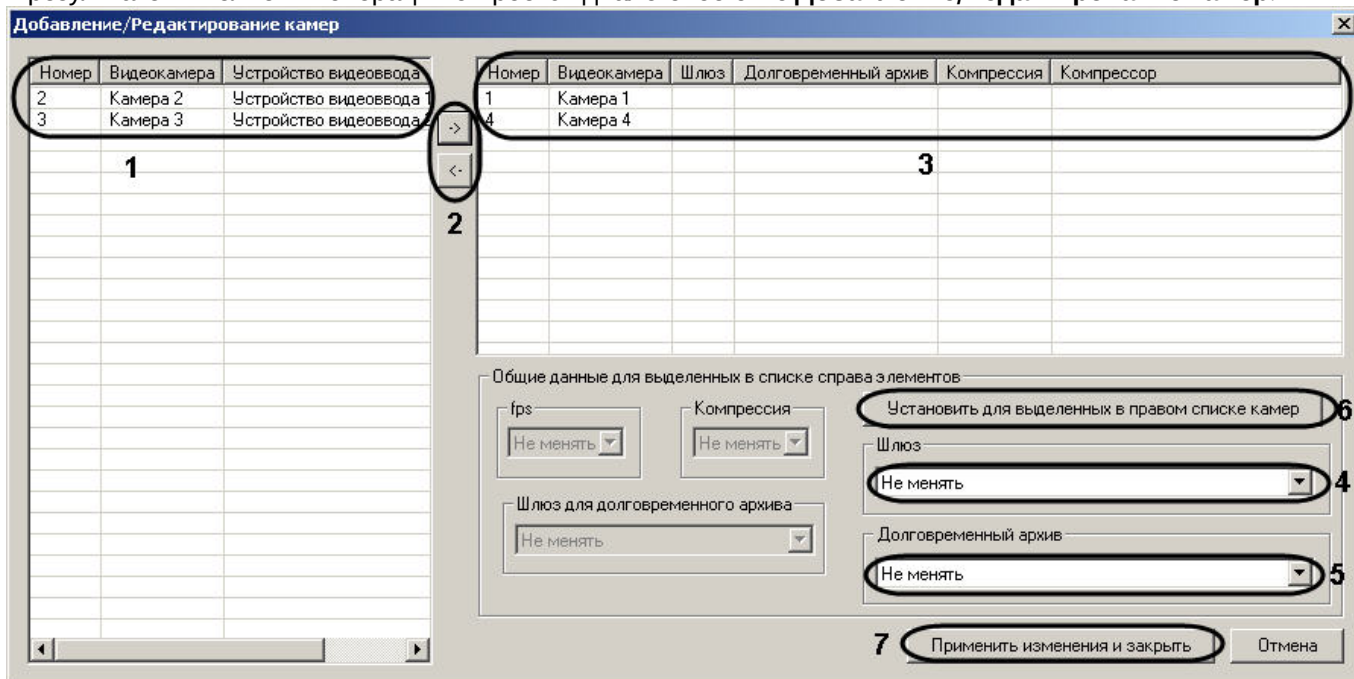 Добавление/Редактирование камер
Номер Видеокамера Устройство видеоввода
2 Камера 2 Устройство видеоввода 1
3 Камера 3 Устройство видеоввода
1
->
<-
2
Номер Видеокамера Шлюз Долговременный архив Компрессия Компрессор
1 Камера 1
4 Камера 4
3
Общие данные для выделенных в списке справа элементов
fps
Не менять
Компрессия
Не менять
Установить для выделенных в правом списке камер 6
Шлюз
Не менять 4
Шлюз для долговременного архива
Не менять
Долговременный архив
Не менять 5
7 Применить изменения и закрыть Отмена